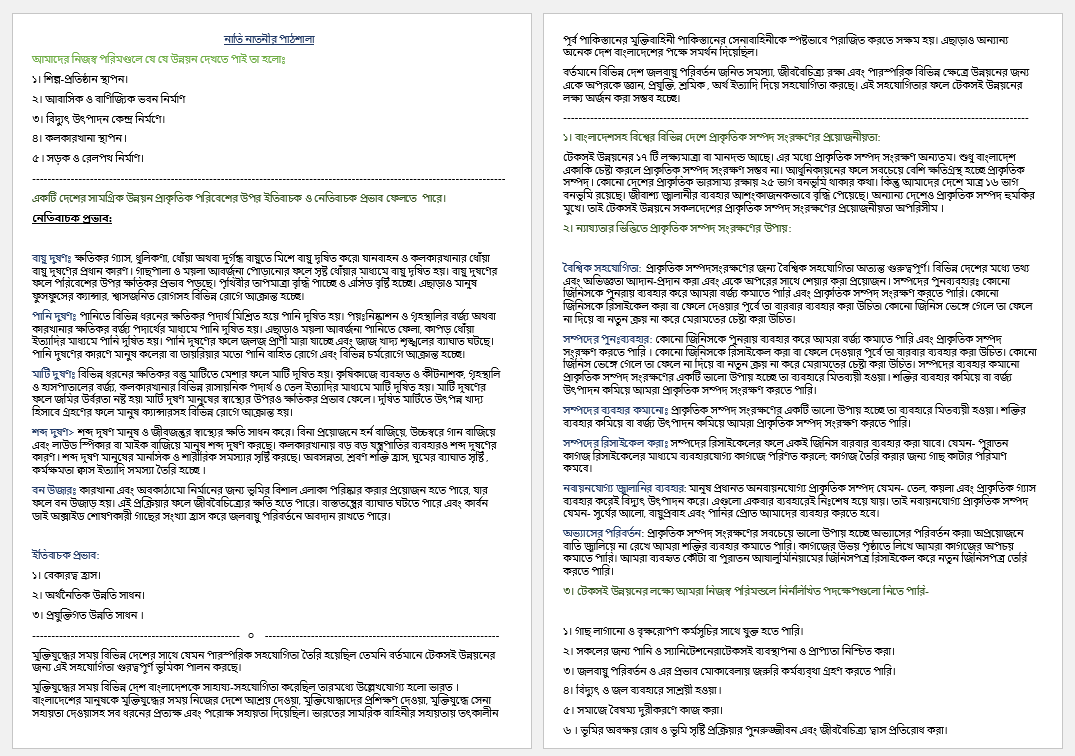 নাতি নাতনীর পাঠশালা
আমাদের নিজস্ব পরিমণ্ডলে যে যে উন্নয়ন দেখতে পাই তা হলোঃ
১। শিল্প-প্রতিষ্ঠান স্থাপন।
২। আবাসিক ও বাণিজ্যিক ভবন নির্মাণ
৩। বিদ্যুৎ উৎপাদন কেন্দ্র নির্মাণে।
৪। কলকারখানা স্থাপন।
৫। সড়ক ও রেলপথ নির্মাণ।
একটি দেশের সামগ্রিক উন্নয়ন প্রাকৃতিক পরিবেশের উপর ইতিবাচক ও নেতিবাচক প্রভাব ফেলতে পারে।
নেতিবাচক প্রভাব:
বায়ু দূষণঃ ক্ষতিকর গ্যাস, ধূলিকণা, ধোঁয়া অথবা দুর্গন্ধ বায়ুতে মিশে বায়ু দূষিত করে। যানবাহন ও কলকারখানার ধোঁয়া
বায়ু দূষণের প্রধান কারণ। গাছপালা ও ময়লা আবর্জনা পোড়ানোর ফলে সৃষ্ট ধোঁয়ার মাধ্যমে বায়ু দূষিত হয়। বায়ু দূষণের
ফলে পরিবেশের উপর ক্ষতিকর প্রভাব পড়ছে। পৃথিবীর তাপমাত্রা বৃদ্ধি পাচ্ছে ও এসিড বৃষ্টি হচ্ছে। এছাড়াও মানুষ
ফুসফুসের ক্যান্সার, শ্বাসজনিত রোগসহ বিভিন্ন রোগে আক্রান্ত হচ্ছে।
পানি দূষণঃ পানিতে বিভিন্ন ধরনের ক্ষতিকর পদার্থ মিশ্রিত হয়ে পানি দূষিত হয়। পয়ঃনিষ্কাশন ও গৃহস্থালির বর্জ্য অথবা
কারখানার ক্ষতিকর বর্জ্য পদার্থের মাধ্যমে পানি দূষিত হয়। এছাড়াও ময়লা আবর্জনা পানিতে ফেলা, কাপড় ধোঁয়া
ইত্যাদির মাধ্যমে পানি দূষিত হয়। পানি দূষণের ফলে জলজ প্রাণী মারা যাচ্ছে এবং জাজ খাদ্য শৃঙ্খলের ব্যাঘাত ঘটছে।
পানি দূষণের কারণে মানুষ কলেরা বা ডায়রিয়ার মতো পানি বাহিত রোগে এবং বিভিন্ন চর্মরোগে আক্রান্ত হচ্ছে।
মাটি দূষণঃ বিভিন্ন ধরনের ক্ষতিকর বস্তু মাটিতে মেশার ফলে মাটি দূষিত হয়। কৃষিকাজে ব্যবহৃত ও কীটনাশক, গৃহস্থলি
ও হাসপাতালের বর্জ্য, কলকারখানার বিভিন্ন রাসায়নিক পদার্থ ও তেল ইত্যাদির মাধ্যমে মাটি দূষিত হয়। মাটি দূষণের
ফলে জমির উর্বরতা নষ্ট হয়। মাটি দূষণ মানুষের স্বাস্থ্যের উপরও ক্ষতিকর প্রভাব ফেলে। দূষিত মাটিতে উৎপন্ন খাদ্য
হিসাবে গ্রহণের ফলে মানুষ ক্যান্সারসহ বিভিন্ন রোগে আক্রান্ত হয়।
শব্দ দূষণ> শব্দ দূষণ মানুষ ও জীবজন্তুর স্বাস্থ্যের ক্ষতি সাধন করে। বিনা প্রয়োজনে হর্ন বাজিয়ে, উচ্চস্বরে গান বাজিয়ে
এবং লাউড স্পিকার বা মাইক বাজিয়ে মানুষ শব্দ দূষণ করছে। কলকারখানায় বড় বড় যন্ত্রপাতির ব্যবহারও শব্দ দূষণের
কারণ। শব্দ দূষণ মানুষের মানসিক ও শারীরিক সমস্যার সৃষ্টি করছে। অবসন্নতা, শ্রবণ শক্তি হ্রাস, ঘুমের ব্যাঘাত সৃষ্টি ,
কর্মক্ষমতা হ্রাস ইত্যাদি সমস্যা তৈরি হচ্ছে ।
বন উজারঃ কারখানা এবং অবকাঠামো নির্মানের জন্য ভূমির বিশাল এলাকা পরিষ্কার করার প্রয়োজন হতে পারে, যার
ফলে বন উজাড় হয়। এই প্রক্রিয়ার ফলে জীববৈচিত্র্যের ক্ষতি হতে পারে। বাস্ততন্ত্রের ব্যাঘাত ঘটতে পারে এবং কার্বন
ডাই অক্সাইড শোষণকারী গাছের সংখ্যা হ্রাস করে জলবায়ু পরিবর্তনে অবদান রাখতে পারে।
ইতিবাচক প্রভাব:
১। বেকারত্ব হ্রাস।
২। অর্থনৈতিক উন্নতি সাধন।
৩। প্রযুক্তিগত উন্নতি সাধন ।
০
মুক্তিযুদ্ধের সময় বিভিন্ন দেশের সাথে যেমন পারস্পরিক সহযোগিতা তৈরি হয়েছিল তেমনি বর্তমানে টেকসই উন্নয়নের
জন্য এই সহযোগিতা গুরত্বপূর্ণ ভূমিকা পালন করছে।
মুক্তিযুদ্ধের সময় বিভিন্ন দেশ বাংলাদেশকে সাহায্য-সহযোগিতা করেছিল তারমধ্যে উল্লেখযোগ্য হলো ভারত ।
বাংলাদেশের মানুষকে মুক্তিযুদ্ধের সময় নিজের দেশে আশ্রয় দেওয়া, মুক্তিযোদ্ধাদের প্রশিক্ষণ দেওয়া, মুক্তিযুদ্ধে সেনা
সহায়তা দেওয়াসহ সব ধরনের প্রত্যক্ষ এবং পরোক্ষ সহায়তা দিয়েছিল। ভারতের সামরিক বাহিনীর সহায়তায় তৎকালীন
পূর্ব পাকিস্তানের মুক্তিবাহিনী পাকিস্তানের সেনাবাহিনীকে স্পষ্টভাবে পরাজিত করতে সক্ষম হয়। এছাড়াও অন্যান্য
অনেক দেশ বাংলাদেশের পক্ষে সমর্থন দিয়েছিল।
বর্তমানে বিভিন্ন দেশ জলবায়ু পরিবর্তন জনিত সমস্যা, জীববৈচিত্র্য রক্ষা এবং পারস্পরিক বিভিন্ন ক্ষেত্রে উন্নয়নের জন্য
একে অপরকে জ্ঞান, প্রযুক্তি, শ্রমিক , অর্থ ইত্যাদি দিয়ে সহযোগিতা করছে। এই সহযোগিতার ফলে টেকসই উন্নয়নের
লক্ষ্য অর্জন করা সম্ভব হচ্ছে।
১। বাংলাদেশসহ বিশ্বের বিভিন্ন দেশে প্রাকৃতিক সম্পদ সংরক্ষণের প্রয়োজনীয়তা:
টেকসই উন্নয়নের ১৭ টি লক্ষ্যমাত্রা বা মানদন্ড আছে। এর মধ্যে প্রাকৃতিক সম্পদ সংরক্ষণ অন্যতম। শুধু বাংলাদেশ
একাকি চেষ্টা করলে প্রাকৃতিক সংরক্ষণ সম্ভব না। আধুনিকায়নের ফলে সবচেয়ে বেশি ক্ষতিগ্রস্থ হচ্ছে প্রাকৃতিক
সম্পদ। কোনো দেশের প্রাকৃতিক ভারসাম্য রক্ষায় ২৫ ভাগ বনভূমি থাকার কথা। কিন্তু আমাদের দেশে মাত্র ১৬ ভাগ
বনভূমি রয়েছে। জীবাশ্য জ্বালানীর ব্যবহার আশংকাজনকভাবে বৃদ্ধি পেয়েছে। অন্যান্য দেশেও প্রাকৃতিক সম্পদ হুমকির
মুখে। তাই টেকসই উন্নয়নে সকলদেশের প্রাকৃতিক সম্পদ সংরক্ষণের প্রয়োজনীয়তা অপরিসীম ।
২। ন্যায্যতার ভিত্তিতে প্রাকৃতিক সম্পদ সংরক্ষণের উপায়:
বৈশ্বিক সহযোগিতা: প্রাকৃতিক সম্পদসংরক্ষণের জন্য বৈশ্বিক সহযোগিতা অত্যন্ত গুরুত্বপূর্ণ। বিভিন্ন দেশের মধ্যে তথ্য
এবং অভিজ্ঞতা আদান-প্রদান করা এবং একে অপরের সাথে শেয়ার করা প্রয়োজন । সম্পদের পুনব্যবহারঃ কোনো
জিনিসকে পুনরায় ব্যবহার করে আমরা বর্জ্য কমাতে পারি এবং প্রাকৃতিক সম্পদ সংরক্ষণ করতে পারি। কোনো
জিনিসকে রিসাইকেল করা বা ফেলে দেওয়ার পূর্বে তা বারবার ব্যবহার করা উচিত। কোনো জিনিস ভেঙ্গে গেলে তা ফেলে
না দিয়ে বা নতুন ক্রয় না করে মেরামতের চেষ্টা করা উচিত।
সম্পদের পুনঃব্যবহার: কোনো জিনিসকে পুনরায় ব্যবহার করে আমরা বর্জ্য কমাতে পারি এবং প্রাকৃতিক সম্পদ
সংরক্ষণ করতে পারি । কোনো জিনিসকে রিসাইকেল করা বা ফেলে দেওয়ার পূর্বে তা বারবার ব্যবহার করা উচিত। কোনো
জিনিস ভেঙ্গে গেলে তা ফেলে না দিয়ে বা নতুন ক্রয় না করে মেরামতের চেষ্টা করা উচিত। সম্পদের ব্যবহার কমানো
প্রাকৃতিক সম্পদ সংরক্ষণের একটি ভালো উপায় হচ্ছে তা ব্যবহারে মিতব্যয়ী হওয়া। শক্তির ব্যবহার কমিয়ে বা বর্জ্য
উৎপাদন কমিয়ে আমরা প্রাকৃতিক সম্পদ সংরক্ষণ করতে পারি।
সম্পদের ব্যবহার কমানোঃ প্রাকৃতিক সম্পদ সংরক্ষণের একটি ভালো উপায় হচ্ছে তা ব্যবহারে মিতব্যয়ী হওয়া। শক্তির
ব্যবহার কমিয়ে বা বর্জ্য উৎপাদন কমিয়ে আমরা প্রাকৃতিক সম্পদ সংরক্ষণ করতে পারি।
সম্পদের রিসাইকেল করাঃ সম্পদের রিসাইকেলের ফলে একই জিনিস বারবার ব্যবহার করা যাবে। যেমন- পুরাতন
কাগজ রিসাইকেলের মাধ্যমে ব্যবহারযোগ্য কাগজে পরিণত করলে; কাগজ তৈরি করার জন্য গাছ কাটার পরিমাণ
কমবে।
নবায়নযোগ্য জ্বালানির ব্যবহার: মানুষ প্রধানত অনবায়নযোগ্য প্রাকৃতিক সম্পদ যেমন- তেল, কয়লা এবং প্রাকৃতিক গ্যাস
ব্যবহার করেই বিদ্যুৎ উৎপাদন করে। এগুলো একবার ব্যবহারেই নিঃশেষ হয়ে যায়। তাই নবায়নযোগ্য প্রাকৃতিক সম্পদ
যেমন- সূর্যের আলো, বায়ুপ্রবাহ এবং পানির স্রোত আমাদের ব্যবহার করতে হবে।
অভ্যাসের পরিবর্তন: প্রাকৃতিক সম্পদ সংরক্ষণের সবচেয়ে ভালো উপায় হচ্ছে অভ্যাসের পরিবর্তন করা। অপ্রয়োজনে
বাতি জ্বালিয়ে না রেখে আমরা শক্তির ব্যবহার কমাতে পারি। কাগজের উভয় পৃষ্ঠাতে লিখে আমরা কাগজের অপচয়
কমাতে পারি। আমরা ব্যবহৃত কৌটা বা পুরাতন অ্যালুমিনিয়ামের জিনিসপত্র রিসাইকেল করে নতুন জিনিসপত্র তৈরি
করতে পারি।
৩। টেকসই উন্নয়নের লক্ষ্যে আমরা নিজস্ব পরিমন্ডলে নিম্নলিখিত পদক্ষেপগুলো নিতে পারি-
১। গাছ লাগানো ও বৃক্ষরোপণ কর্মসূচির সাথে যুক্ত হতে পারি।
২। সকলের জন্য পানি ও স্যানিটেশনেরটেকসই ব্যবস্থাপনা ও প্রাপ্যতা নিশ্চিত করা।
৩। জলবায়ু পরিবর্তন ও এর প্রভাব মোকাবেলায় জরুরি কর্মব্যবস্থা গ্রহণ করতে পারি।
৪। বিদ্যুৎ ও জল ব্যবহারে সাশ্রয়ী হওয়া।
৫। সমাজে বৈষম্য দুরীকরণে কাজ করা।
৬ । ভূমির অবক্ষয় রোধ ও ভূমি সৃষ্টি প্রক্রিয়ার পুনরুজ্জীবন এবং জীববৈচিত্র্য হ্রাস প্রতিরোধ করা।